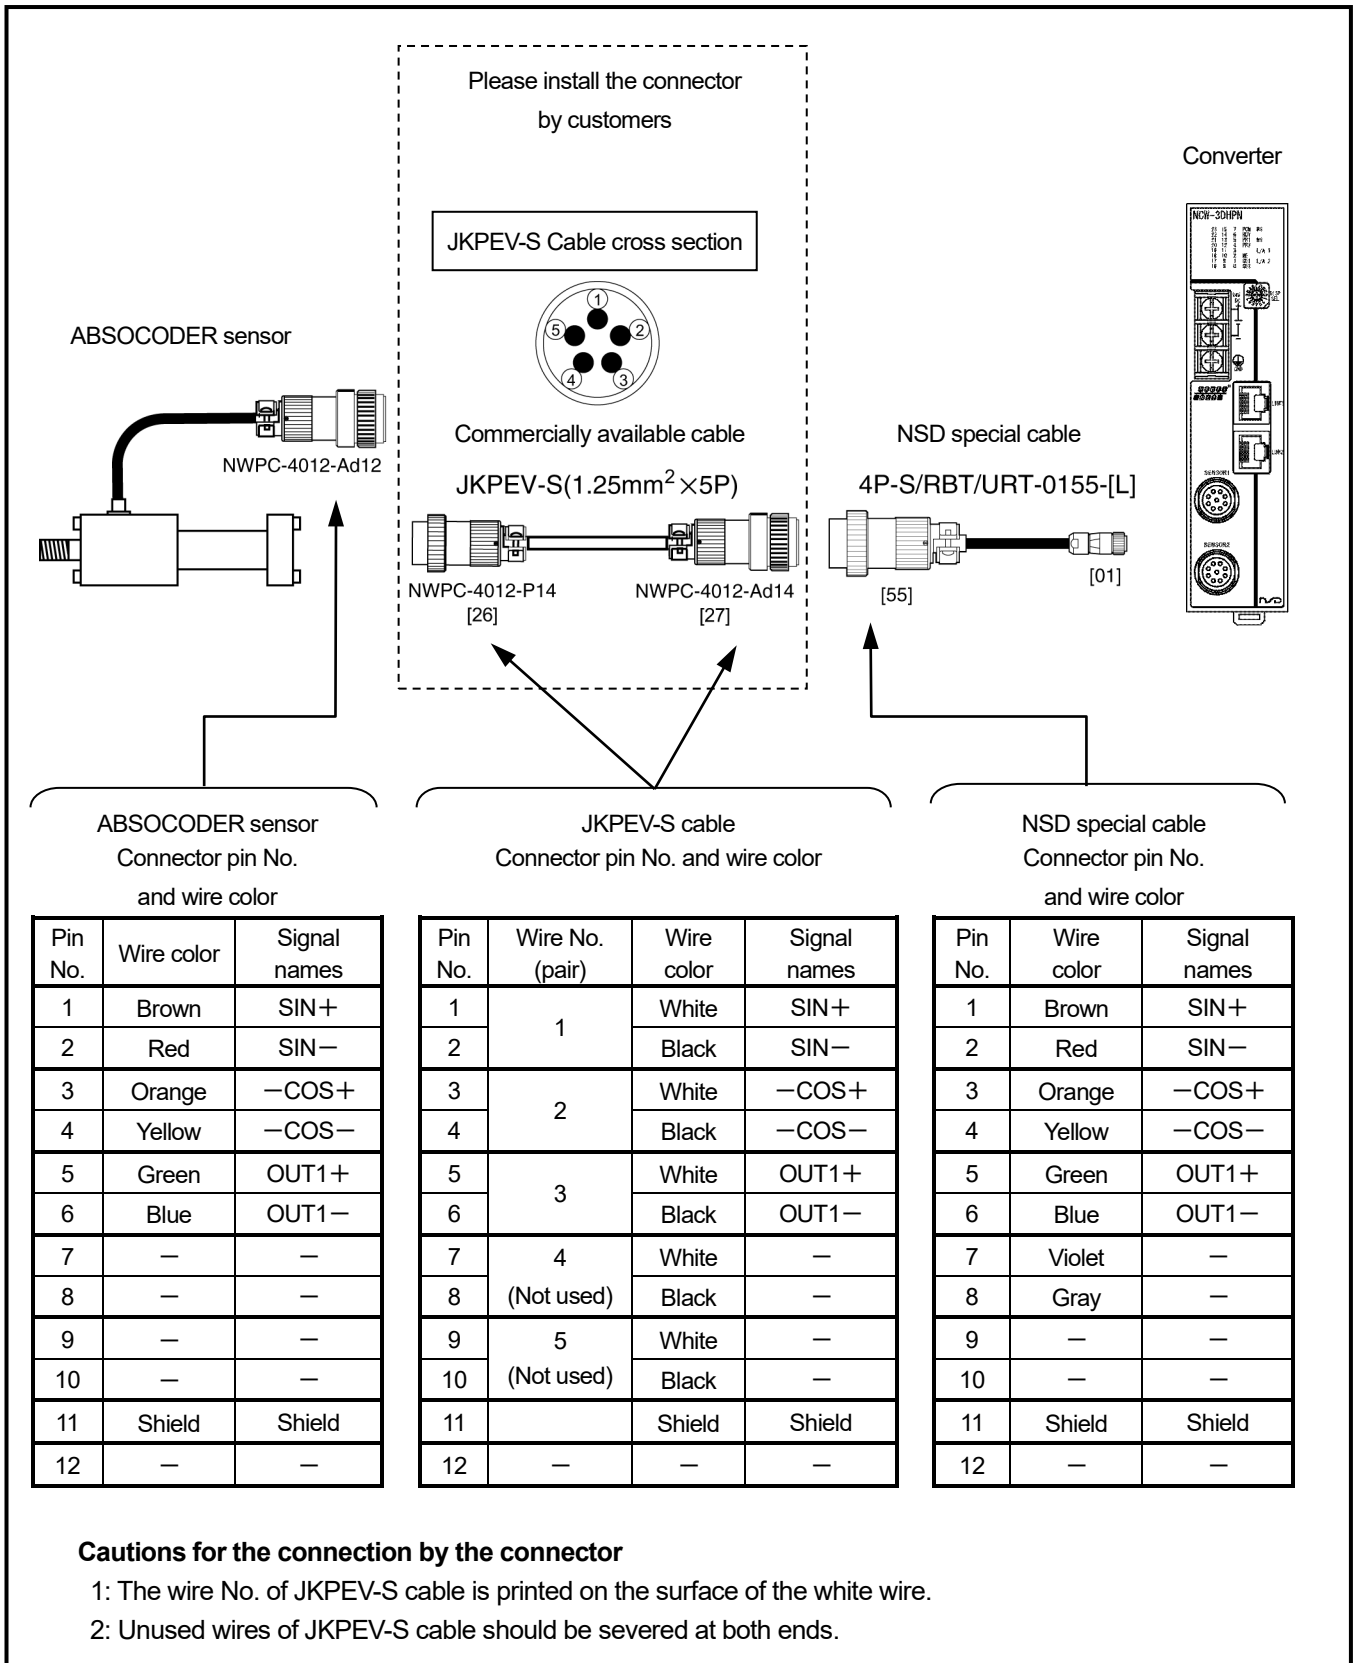 Please install the connector
by customers
Converter
NCW-3DHPN
JKPEV-S Cable cross section
1
5
2
4
3
ABSOCODER sensor
NWPC-4012-Ad12
Commercially available cable
JKPEV-S(1.25mm²×5P)
NWPC-4012-P14
[26]
NWPC-4012-Ad14
[27]
NSD special cable
4P-S/RBT/URT-0155-[L]
[55]
[01]
SENSOR1
SENSOR2
ABSOCODER sensor
Connector pin No.
and wire color
Pin No. Wire color Signal names
1 Brown SIN+
2 Red SIN−
3 Orange −COS+
4 Yellow −COS−
5 Green OUT1+
6 Blue OUT1−
7 − −
8 − −
9 − −
10 − −
11 Shield Shield
12 − −
JKPEV-S cable
Connector pin No. and wire color
Pin No. Wire No. (pair) Wire color Signal names
1 1 White SIN+
2 Black SIN−
3 2 White −COS+
4 Black −COS−
5 3 White OUT1+
6 Black OUT1−
7 4 White −
8 (Not used) Black −
9 5 White −
10 (Not used) Black −
11 Shield Shield
12 − − −
NSD special cable
Connector pin No.
and wire color
Pin No. Wire color Signal names
1 Brown SIN+
2 Red SIN−
3 Orange −COS+
4 Yellow −COS−
5 Green OUT1+
6 Blue OUT1−
7 Violet −
8 Gray −
9 − −
10 − −
11 Shield Shield
12 − −
Cautions for the connection by the connector
1: The wire No. of JKPEV-S cable is printed on the surface of the white wire.
2: Unused wires of JKPEV-S cable should be severed at both ends.